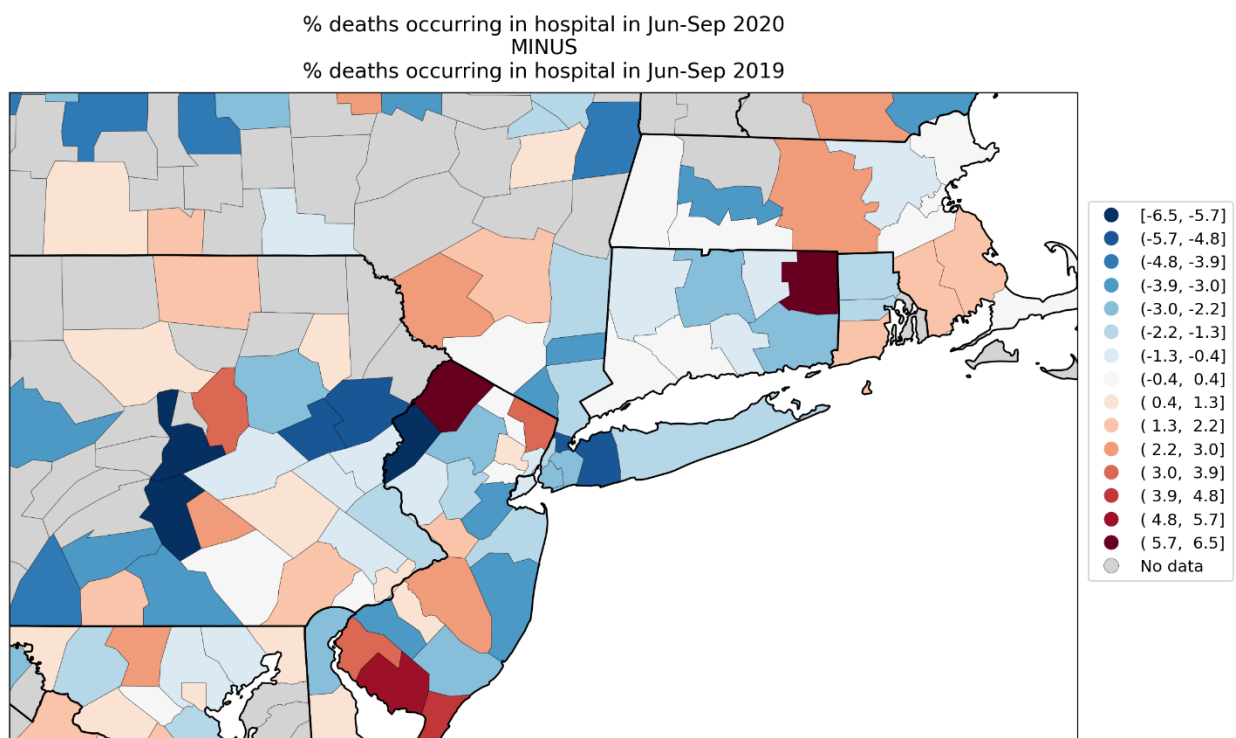 % deaths occurring in hospital in Jun-Sep 2020
MINUS
% deaths occurring in hospital in Jun-Sep 2019
[-6.5, -5.7]
(-5.7, -4.8]
(-4.8, -3.9]
(-3.9, -3.0]
(-3.0, -2.2]
(-2.2, -1.3]
(-1.3, -0.4]
(-0.4, 0.4]
( 0.4, 1.3]
( 1.3, 2.2]
( 2.2, 3.0]
( 3.0, 3.9]
( 3.9, 4.8]
( 4.8, 5.7]
( 5.7, 6.5]
No data